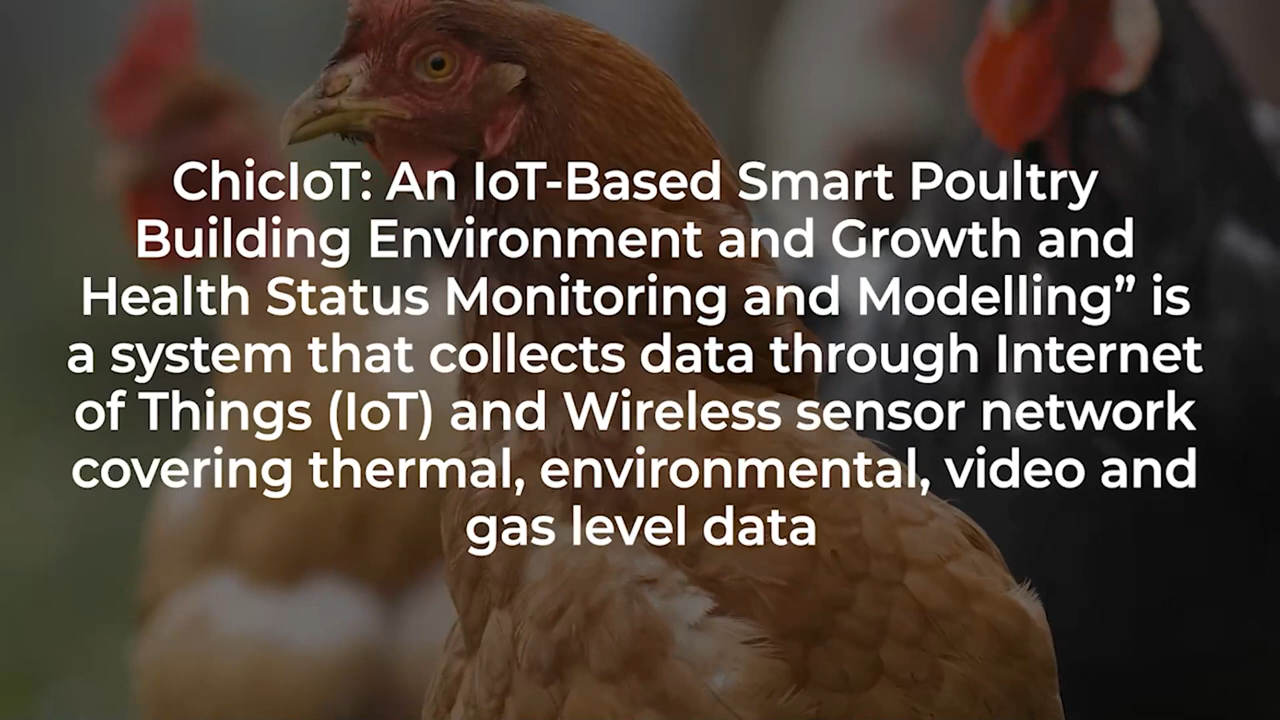 ChicIoT: An IoT-Based Smart Poultry
Building Environment and Growth and
Health Status Monitoring and Modelling” is
a system that collects data through Internet
of Things (IoT) and Wireless sensor network
covering thermal, environmental, video and
gas level data